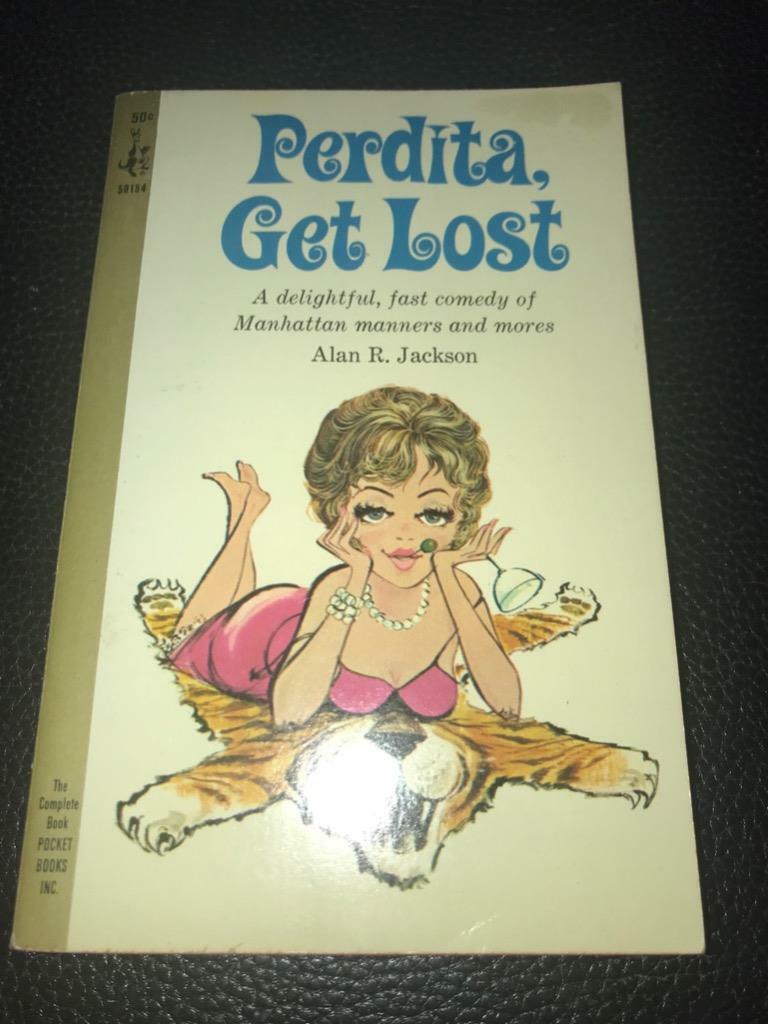 50c
50154
Perdita,
Get Lost
A delightful, fast comedy of
Manhattan manners and mores
Alan R. Jackson
The
Complete
Book
POCKET
BOOKS
INC.